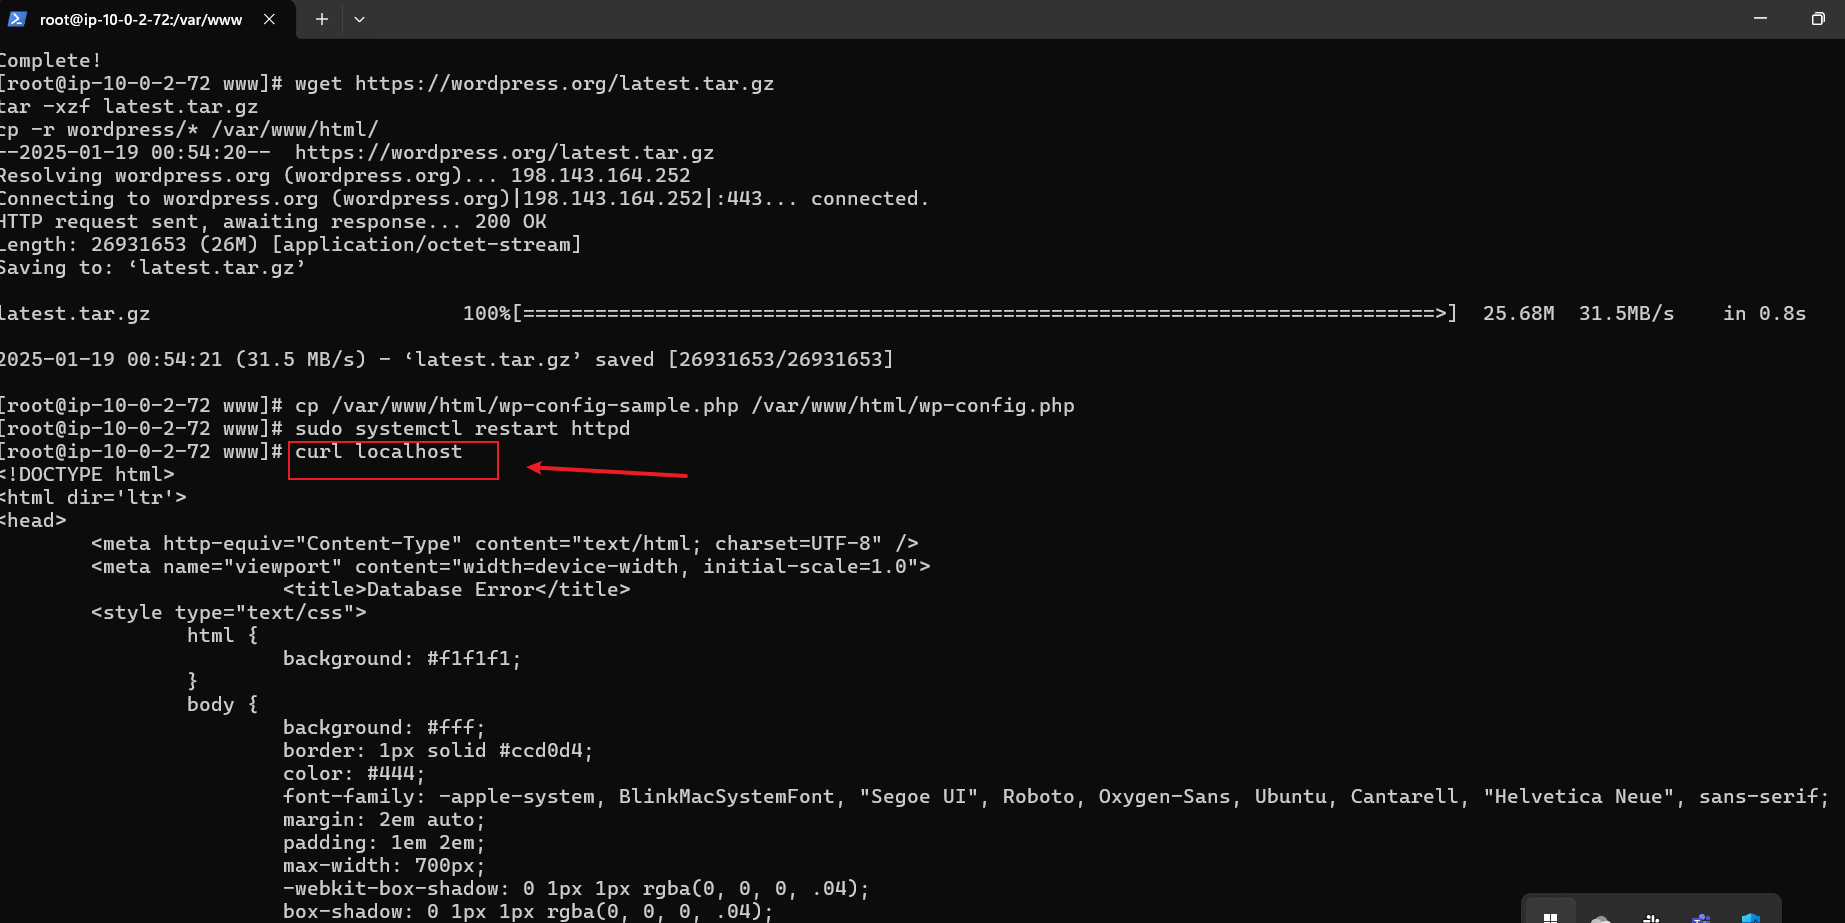 root@ip-10-0-2-72:/var/www
Complete!
[root@ip-10-0-2-72 www]# wget https://wordpress.org/latest.tar.gz
tar -xzf latest.tar.gz
cp -r wordpress/* /var/www/html/
--2025-01-19 00:54:20--  https://wordpress.org/latest.tar.gz
Resolving wordpress.org (wordpress.org)... 198.143.164.252
Connecting to wordpress.org (wordpress.org)|198.143.164.252|:443... connected.
HTTP request sent, awaiting response... 200 OK
Length: 26931653 (26M) [application/octet-stream]
Saving to: ‘latest.tar.gz’
latest.tar.gz                          100%[============================================================================>]  25.68M  31.5MB/s    in 0.8s
2025-01-19 00:54:21 (31.5 MB/s) - ‘latest.tar.gz’ saved [26931653/26931653]
[root@ip-10-0-2-72 www]# cp /var/www/html/wp-config-sample.php /var/www/html/wp-config.php
[root@ip-10-0-2-72 www]# sudo systemctl restart httpd
[root@ip-10-0-2-72 www]# curl localhost
<!DOCTYPE html>
<html dir='ltr'>
<head>
        <meta http-equiv="Content-Type" content="text/html; charset=UTF-8" />
        <meta name="viewport" content="width=device-width, initial-scale=1.0">
                        <title>Database Error</title>
        <style type="text/css">
                html {
                        background: #f1f1f1;
                }
                body {
                        background: #fff;
                        border: 1px solid #ccd0d4;
                        color: #444;
                        font-family: -apple-system, BlinkMacSystemFont, "Segoe UI", Roboto, Oxygen-Sans, Ubuntu, Cantarell, "Helvetica Neue", sans-serif;
                        margin: 2em auto;
                        padding: 1em 2em;
                        max-width: 700px;
                        -webkit-box-shadow: 0 1px 1px rgba(0, 0, 0, .04);
                        box-shadow: 0 1px 1px rgba(0, 0, 0, .04);